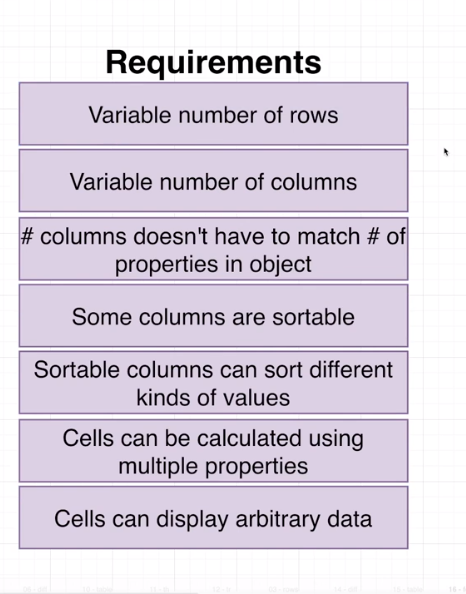 Requirements
Variable number of rows
Variable number of columns
# columns doesn't have to match # of
properties in object
Some columns are sortable
Sortable columns can sort different
kinds of values
Cells can be calculated using
multiple properties
Cells can display arbitrary data